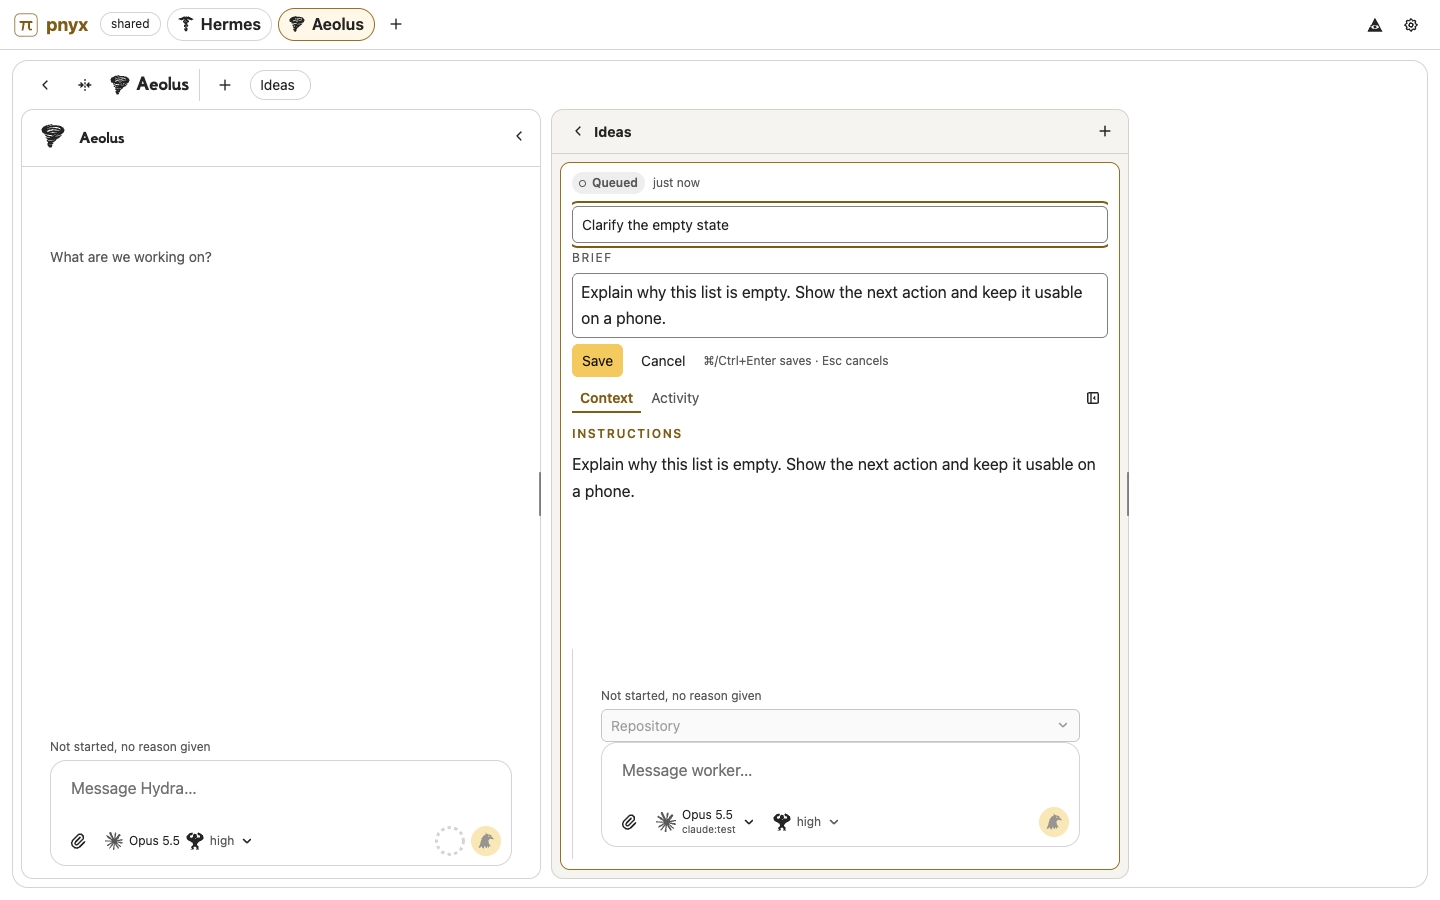 pnyx
shared
Hermes
Aeolus
Aeolus
Ideas
Aeolus
What are we working on?
Not started, no reason given
Message Hydra...
Opus 5.5
high
Ideas
Queued
just now
Clarify the empty state
BRIEF
Explain why this list is empty. Show the next action and keep it usable
on a phone.
Save
Cancel
⌘/Ctrl+Enter saves · Esc cancels
Context
Activity
INSTRUCTIONS
Explain why this list is empty. Show the next action and keep it usable on
a phone.
Not started, no reason given
Repository
Message worker...
Opus 5.5
claude:test
high